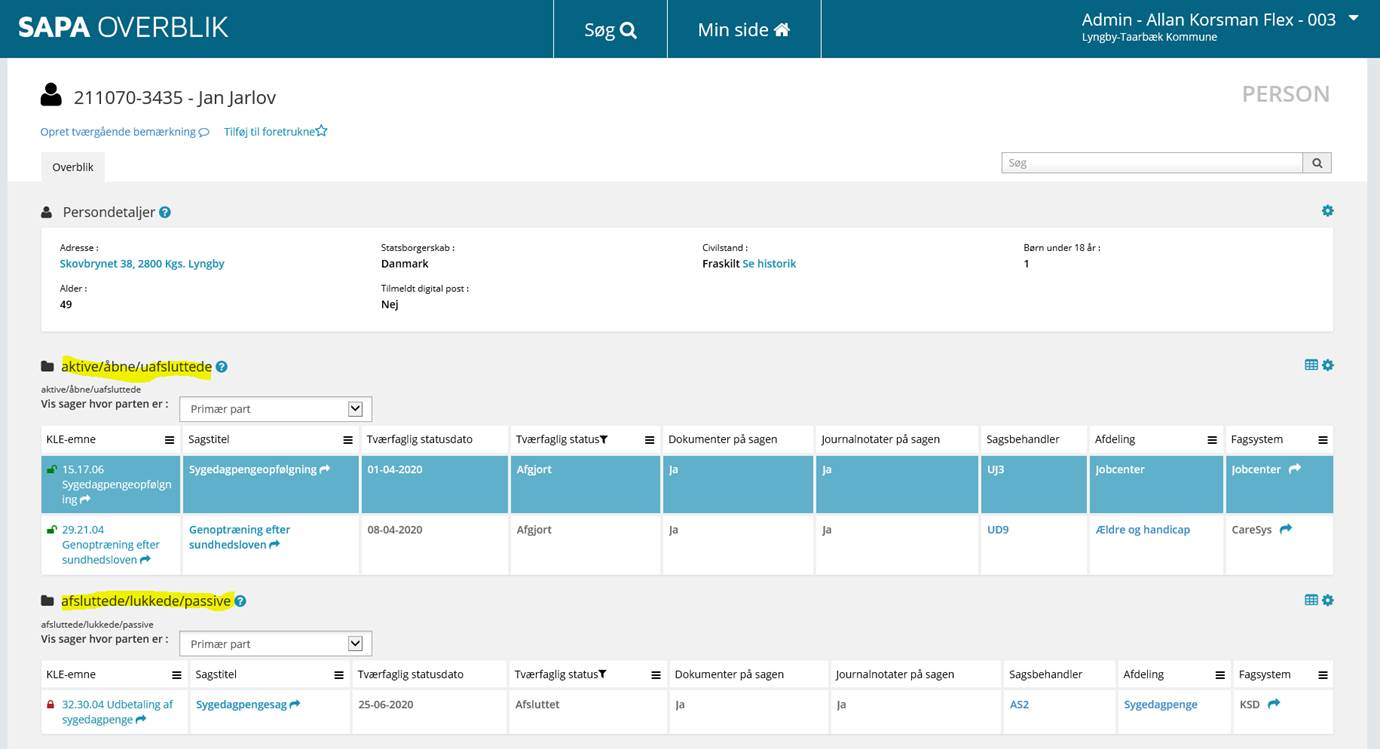 SAPA OVERBLIK
Søg
Min side
Admin - Allan Korsman Flex - 003
Lyngby-Taarbæk Kommune
211070-3435 - Jan Jarlov
PERSON
Opret tværgående bemærkning
Tilføj til foretrukne
Overblik
Søg
Persondetaljer
Adresse :
Statsborgerskab :
Civilstand :
Børn under 18 år :
Skovbrynet 38, 2800 Kgs. Lyngby
Danmark
Fraskilt Se historik
1
Alder :
Tilmeldt digital post :
49
Nej
aktive/åbne/uafsluttede
aktive/åbne/uafsluttede
Vis sager hvor parten er : Primær part
KLE-emne Sagstitel Tværfaglig statusdato Tværfaglig status Dokumenter på sagen Journalnotater på sagen Sagsbehandler Afdeling Fagsystem
15.17.06 Sygedagpengeopfølgning 01-04-2020 Afgjort Ja Ja UJ3 Jobcenter Jobcenter
Sygedagpengeopfølgn
ing
29.21.04 Genoptræning efter 08-04-2020 Afgjort Ja Ja UD9 Ældre og handicap CareSys
Genoptræning efter sundhedsloven
sundhedsloven
afsluttede/lukkede/passive
afsluttede/lukkede/passive
Vis sager hvor parten er : Primær part
KLE-emne Sagstitel Tværfaglig statusdato Tværfaglig status Dokumenter på sagen Journalnotater på sagen Sagsbehandler Afdeling Fagsystem
32.30.04 Udbetaling af Sygedagpengesag 25-06-2020 Afsluttet Ja Ja AS2 Sygedagpenge KSD
sygedagpenge